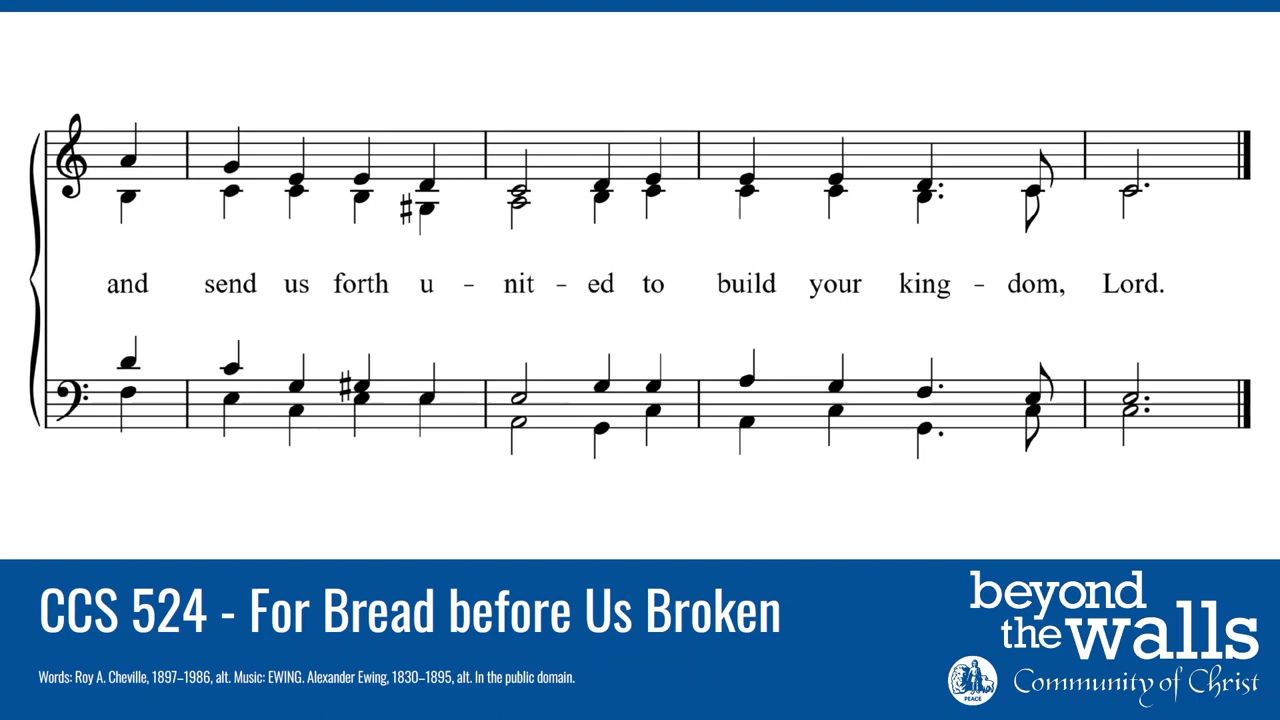 and send us forth u - nit - ed to build your king - dom, Lord.
CCS 524 - For Bread before Us Broken
Words: Roy A. Cheville, 1897–1986, alt. Music: EWING. Alexander Ewing, 1830–1895, alt. In the public domain.
beyond
the walls
PEACE
Community of Christ